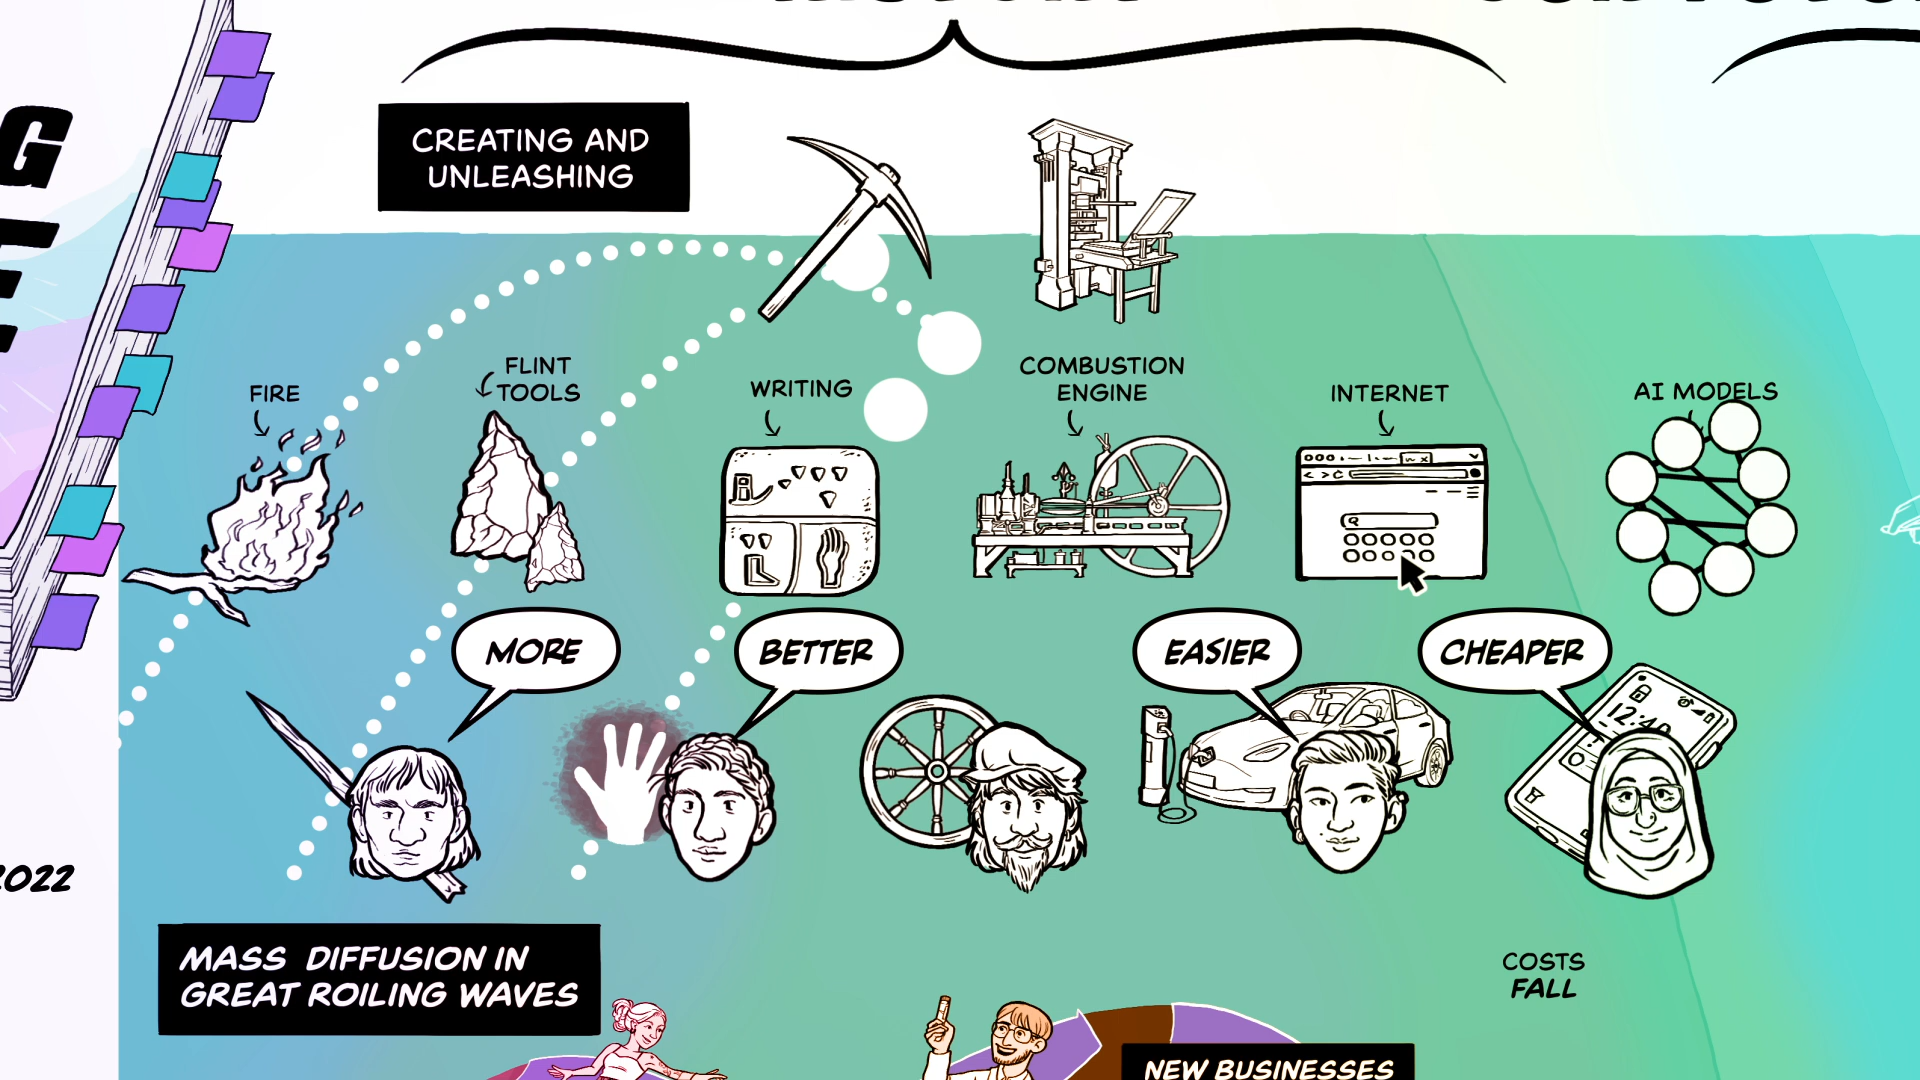 G
CREATING AND
UNLEASHING
FIRE
FLINT
TOOLS
WRITING
COMBUSTION
ENGINE
INTERNET
AI MODELS
MORE
BETTER
EASIER
CHEAPER
2022
MASS DIFFUSION IN
GREAT ROILING WAVES
COSTS
FALL
NEW BUSINESSES